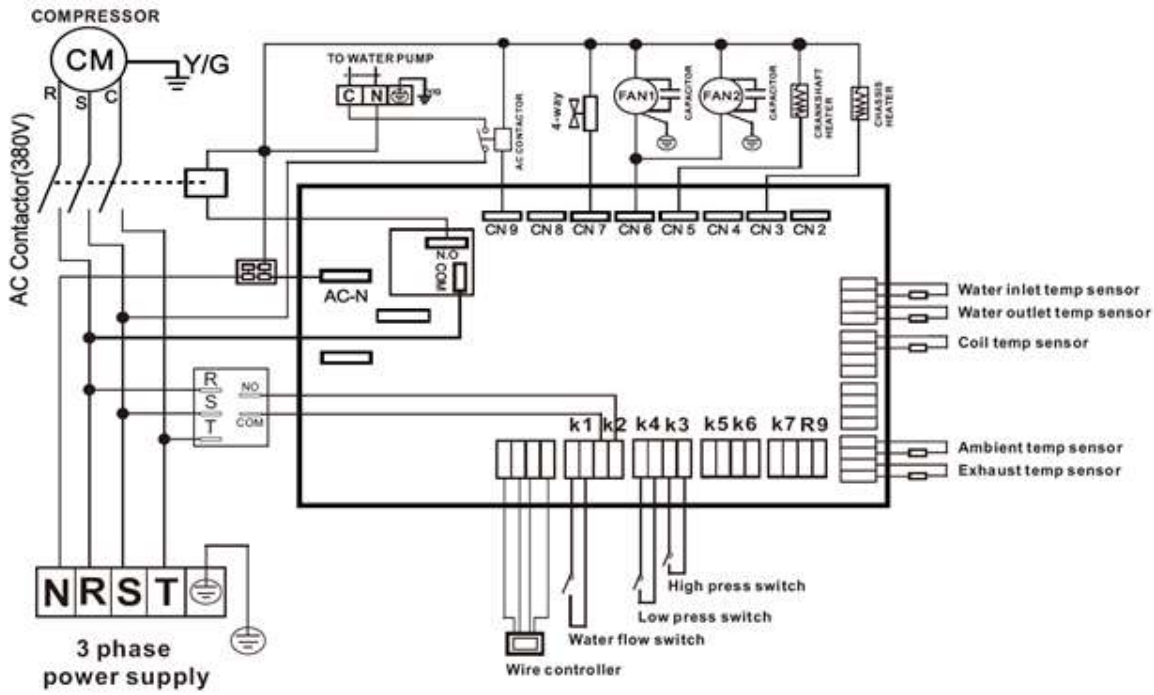 COMPRESSOR
CM
Y/G
R
S
C
AC Contactor(380V)
TO WATER PUMP
C N
Y/G
AC CONTACTOR
4-way
FAN1
CAPACITOR
FAN2
CAPACITOR
CRANKSHAFT
HEATER
CHASSIS
HEATER
CN 9
CN 8
CN 7
CN 6
CN 5
CN 4
CN 3
CN 2
N.O
COM
AC-N
Water inlet temp sensor
Water outlet temp sensor
Coil temp sensor
R
S
T
NO
COM
k1
k2
k4
k3
k5
k6
k7
R9
Ambient temp sensor
Exhaust temp sensor
N R S T
3 phase
power supply
High press switch
Low press switch
Water flow switch
Wire controller